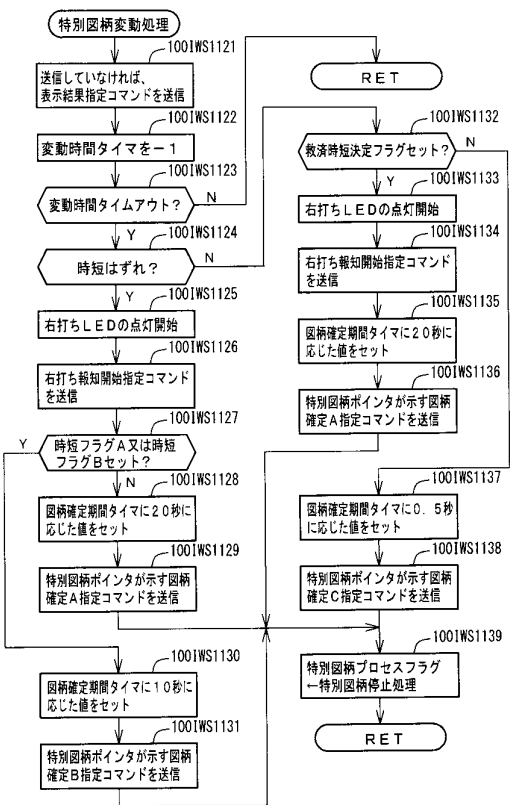 特別図柄変動処理
100IWS1121
送信していなければ、
表示結果指定コマンドを送信
100IWS1122
変動時間タイマを－１
100IWS1123
変動時間タイムアウト？
N
Y
100IWS1124
時短はずれ？
N
Y
100IWS1125
右打ちＬＥＤの点灯開始
100IWS1126
右打ち報知開始指定コマンド
を送信
100IWS1127
Y
時短フラグＡ又は時短
フラグＢセット？
N
100IWS1128
図柄確定期間タイマに２０秒に
応じた値をセット
100IWS1129
特別図柄ポインタが示す図柄
確定Ａ指定コマンドを送信
100IWS1130
図柄確定期間タイマに１０秒に
応じた値をセット
100IWS1131
特別図柄ポインタが示す図柄
確定Ｂ指定コマンドを送信
ＲＥＴ
100IWS1132
救済時短決定フラグセット？
N
Y
100IWS1133
右打ちＬＥＤの点灯開始
100IWS1134
右打ち報知開始指定コマンド
を送信
100IWS1135
図柄確定期間タイマに２０秒に
応じた値をセット
100IWS1136
特別図柄ポインタが示す図柄
確定Ａ指定コマンドを送信
100IWS1137
図柄確定期間タイマに０．５秒
に応じた値をセット
100IWS1138
特別図柄ポインタが示す図柄
確定Ｃ指定コマンドを送信
100IWS1139
特別図柄プロセスフラグ
←特別図柄停止処理
ＲＥＴ